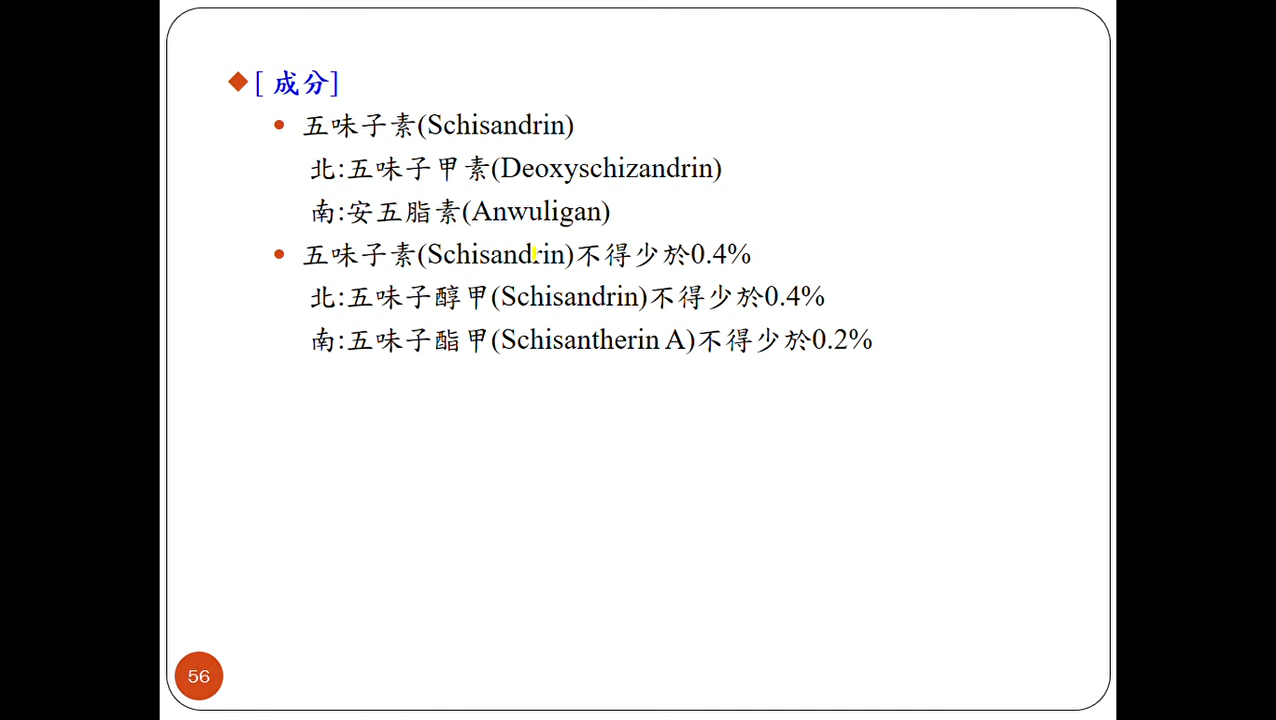 [ 成分]
五味子素(Schisandrin)
北:五味子甲素(Deoxyschizandrin)
南:安五脂素(Anwuligan)
五味子素(Schisandrin)不得少於0.4%
北:五味子醇甲(Schisandrin)不得少於0.4%
南:五味子酯甲(Schisantherin A)不得少於0.2%
56